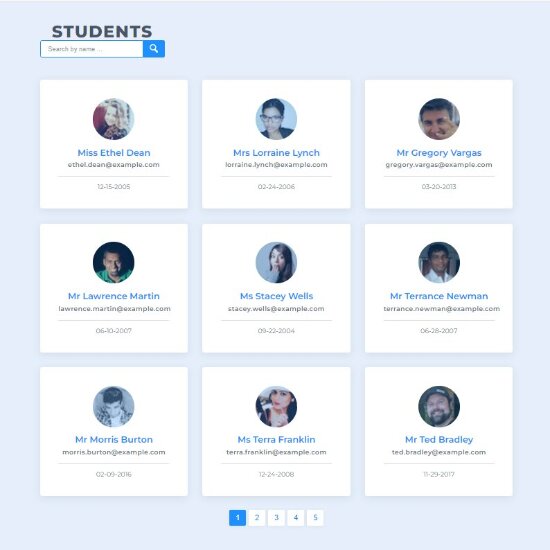 STUDENTS
Search by name ...
Miss Ethel Dean
ethel.dean@example.com
12-15-2005
Mrs Lorraine Lynch
lorraine.lynch@example.com
02-24-2006
Mr Gregory Vargas
gregory.vargas@example.com
03-20-2013
Mr Lawrence Martin
lawrence.martin@example.com
06-10-2007
Ms Stacey Wells
stacey.wells@example.com
09-22-2004
Mr Terrance Newman
terrance.newman@example.com
06-28-2007
Mr Morris Burton
morris.burton@example.com
02-09-2016
Ms Terra Franklin
terra.franklin@example.com
12-24-2008
Mr Ted Bradley
ted.bradley@example.com
11-29-2017
1 2 3 4 5